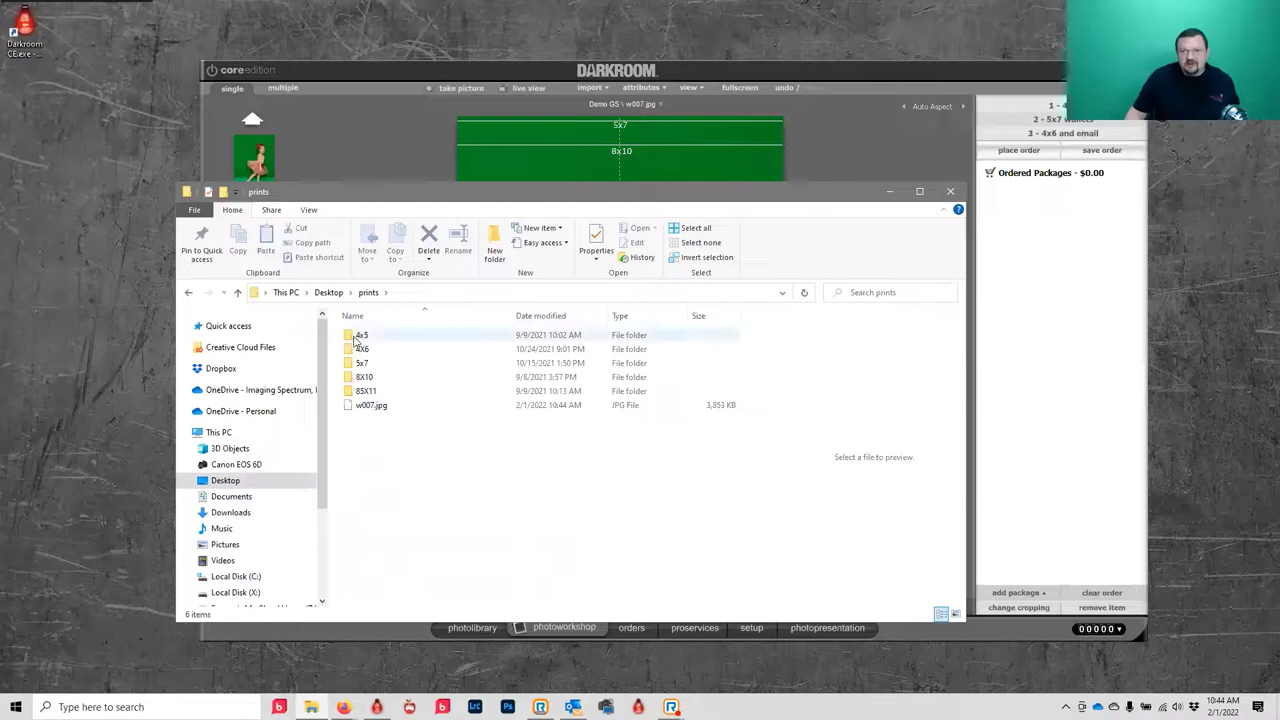 Darkroom
CE.exe -...
coreedition
DARKROOM
single
multiple
take picture
live view
import
attributes
view
fullscreen
undo /
Demo GS \ w007.jpg
Auto Aspect
5x7
8x10
2 - 5x7 wallets
3 - 4x6 and email
place order
save order
Ordered Packages - $0.00
prints
File
Home
Share
View
Pin to Quick
access
Copy
Paste
Cut
Copy path
Paste shortcut
Clipboard
Move
to
Copy
to
Delete
Rename
Organize
New
folder
New item
Easy access
New
Properties
Open
Edit
History
Open
Select all
Select none
Invert selection
Select
This PC > Desktop > prints >
Search prints
Name Date modified Type Size
4x5 9/9/2021 10:02 AM File folder
4X6 10/24/2021 9:01 PM File folder
5x7 10/15/2021 1:50 PM File folder
8X10 9/8/2021 3:57 PM File folder
85X11 9/9/2021 10:13 AM File folder
w007.jpg 2/1/2022 10:44 AM JPG File 3,853 KB
Select a file to preview.
Quick access
Creative Cloud Files
Dropbox
OneDrive - Imaging Spectrum, I
OneDrive - Personal
This PC
3D Objects
Canon EOS 6D
Desktop
Documents
Downloads
Music
Pictures
Videos
Local Disk (C:)
Local Disk (X:)
6 items
add package
clear order
change cropping
remove item
photolibrary
photoworkshop
orders
proservices
setup
photopresentation
00000
Type here to search
LrC
Ps
10:44 AM
2/1/2022